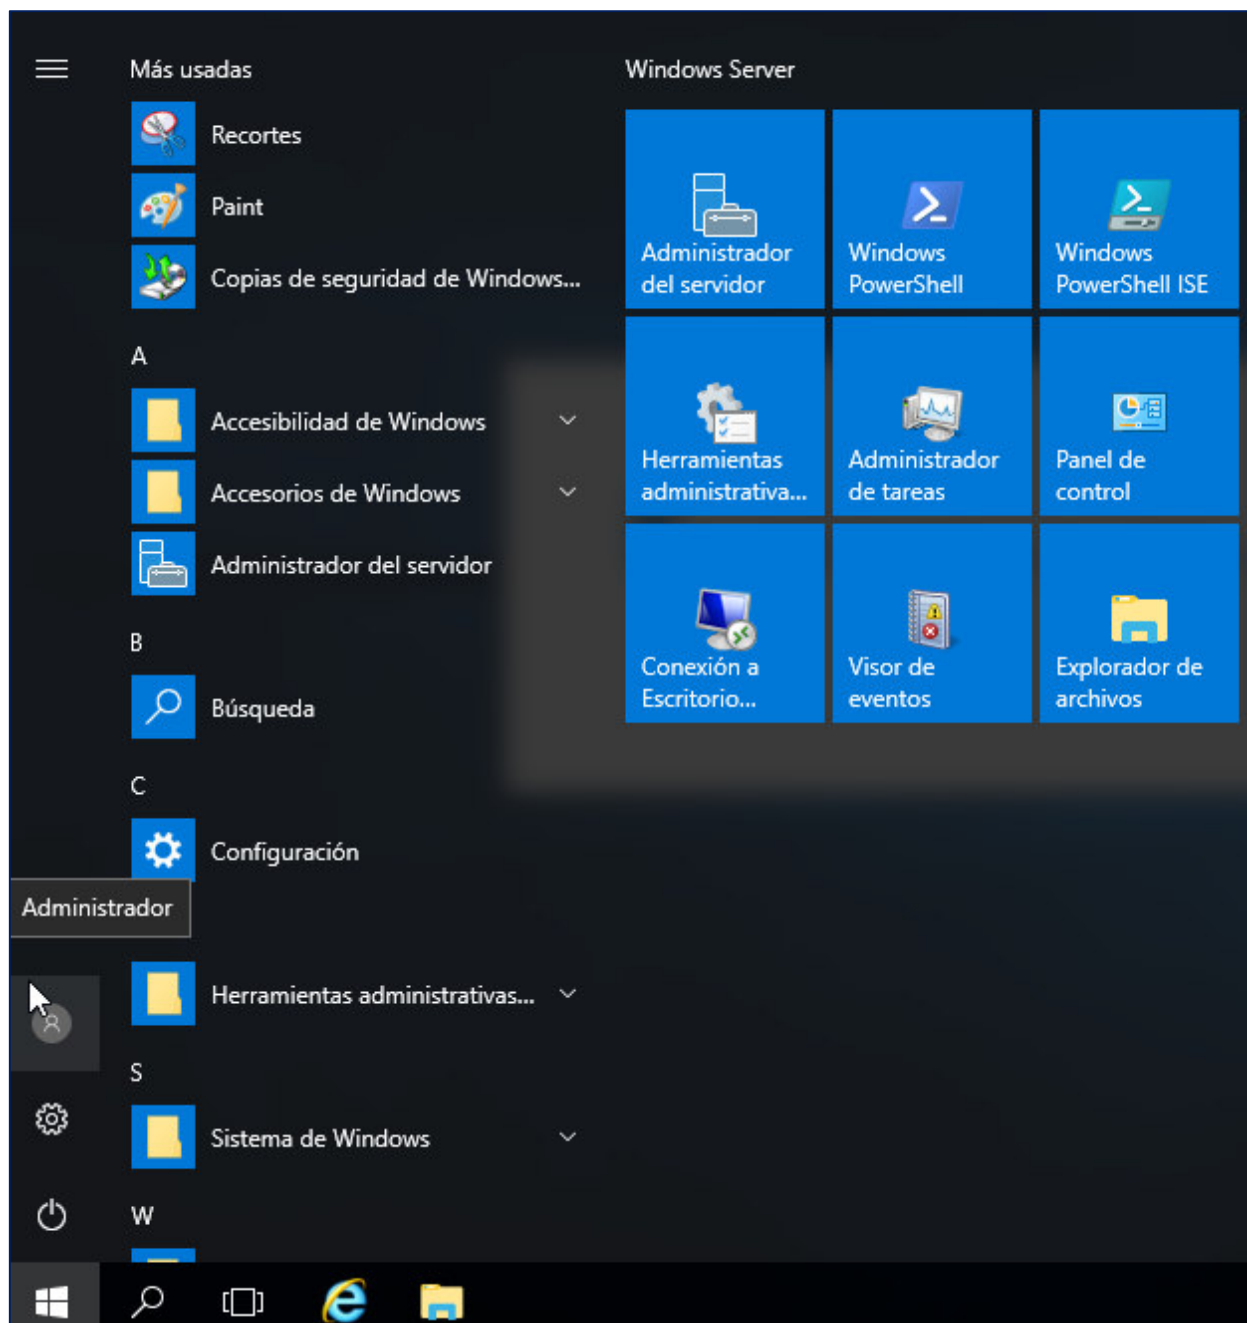 Más usadas
Recortes
Paint
Copias de seguridad de Windows...
A
Accesibilidad de Windows
Accesorios de Windows
Administrador del servidor
B
Búsqueda
C
Configuración
Administrador
Herramientas administrativas...
S
Sistema de Windows
W
Windows Server
Administrador
del servidor
Windows
PowerShell
Windows
PowerShell ISE
Herramientas
administrativa...
Administrador
de tareas
Panel de
control
Conexión a
Escritorio...
Visor de
eventos
Explorador de
archivos